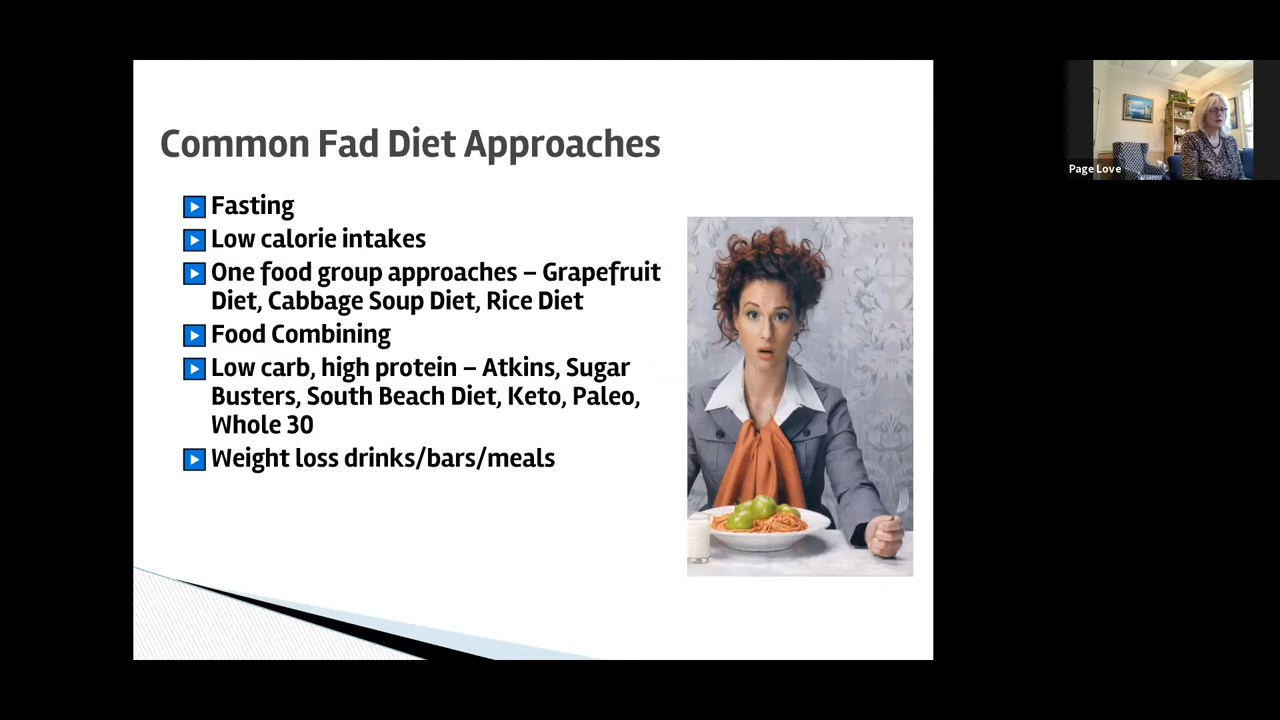 Common Fad Diet Approaches
Fasting
Low calorie intakes
One food group approaches – Grapefruit
Diet, Cabbage Soup Diet, Rice Diet
Food Combining
Low carb, high protein – Atkins, Sugar
Busters, South Beach Diet, Keto, Paleo,
Whole 30
Weight loss drinks/bars/meals
Page Love